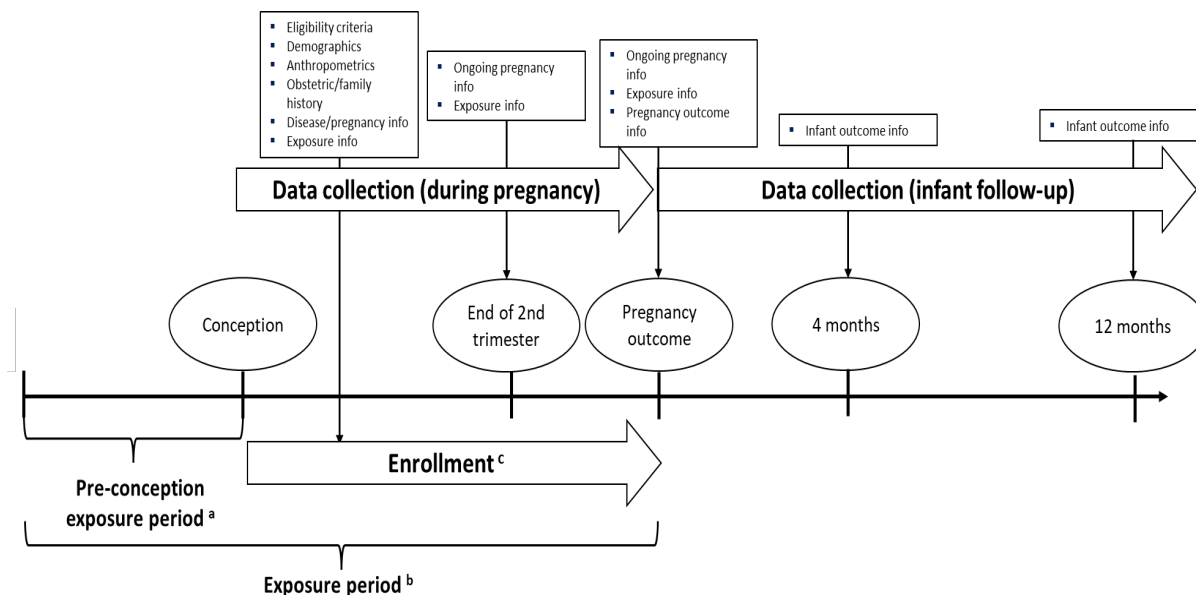 Eligibility criteria
Demographics
Anthropometrics
Obstetric/family
history
Disease/pregnancy info
Exposure info
Ongoing pregnancy
info
Exposure info
Ongoing pregnancy
info
Exposure info
Pregnancy outcome
info
Infant outcome info
Infant outcome info
Data collection (during pregnancy)
Data collection (infant follow-up)
Conception
End of 2nd
trimester
Pregnancy
outcome
4 months
12 months
Enrollment c
Pre-conception
exposure period a
Exposure period b